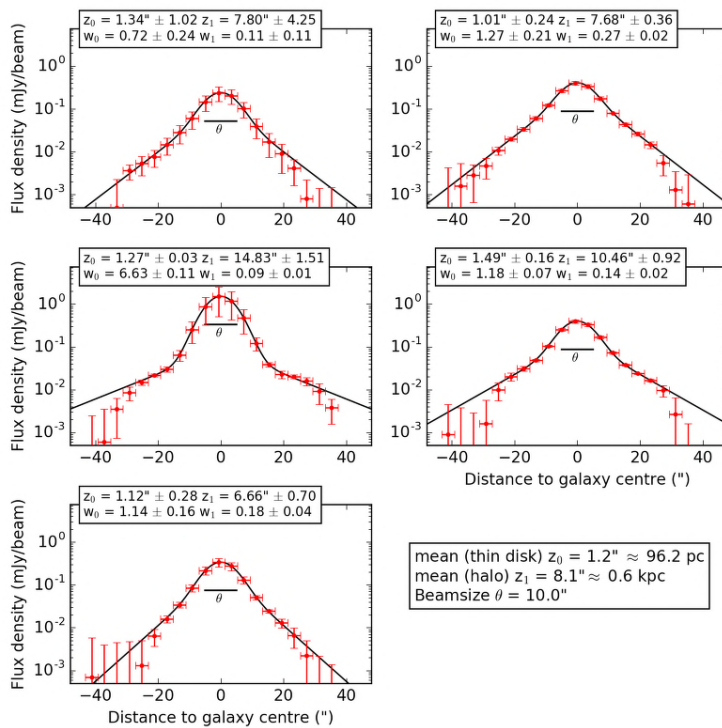 z₀ = 1.34" ± 1.02 z₁ = 7.80" ± 4.25
w₀ = 0.72 ± 0.24 w₁ = 0.11 ± 0.11
z₀ = 1.01" ± 0.24 z₁ = 7.68" ± 0.36
w₀ = 1.27 ± 0.21 w₁ = 0.27 ± 0.02
Flux density (mJy/beam)
10⁰
10⁻¹
10⁻²
10⁻³
θ
−40 −20 0 20 40
10⁰
10⁻¹
10⁻²
10⁻³
θ
−40 −20 0 20 40
z₀ = 1.27" ± 0.03 z₁ = 14.83" ± 1.51
w₀ = 6.63 ± 0.11 w₁ = 0.09 ± 0.01
z₀ = 1.49" ± 0.16 z₁ = 10.46" ± 0.92
w₀ = 1.18 ± 0.07 w₁ = 0.14 ± 0.02
Flux density (mJy/beam)
10⁰
10⁻¹
10⁻²
10⁻³
θ
−40 −20 0 20 40
10⁰
10⁻¹
10⁻²
10⁻³
θ
−40 −20 0 20 40
Distance to galaxy centre (")
z₀ = 1.12" ± 0.28 z₁ = 6.66" ± 0.70
w₀ = 1.14 ± 0.16 w₁ = 0.18 ± 0.04
Flux density (mJy/beam)
10⁰
10⁻¹
10⁻²
10⁻³
θ
−40 −20 0 20 40
Distance to galaxy centre (")
mean (thin disk) z₀ = 1.2" ≈ 96.2 pc
mean (halo) z₁ = 8.1"≈ 0.6 kpc
Beamsize θ = 10.0"